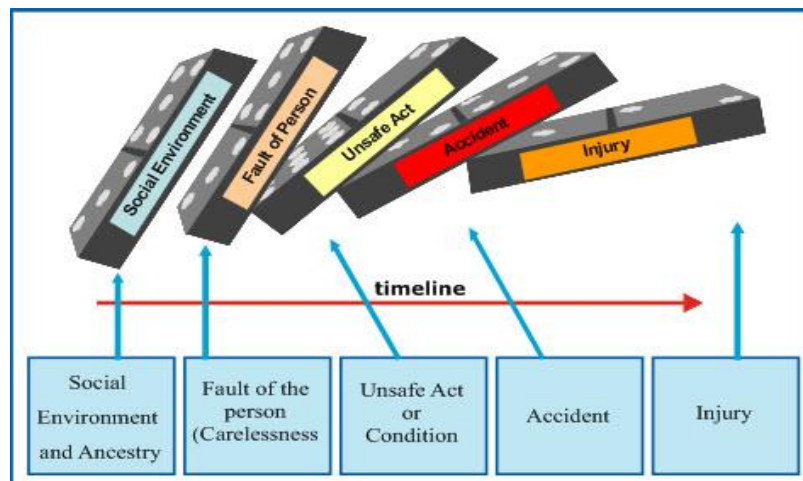 Social Environment
Fault of Person
Unsafe Act
Accident
Injury
timeline
Social
Environment
and Ancestry
Fault of the
person
(Carelessness
Unsafe Act
or
Condition
Accident
Injury